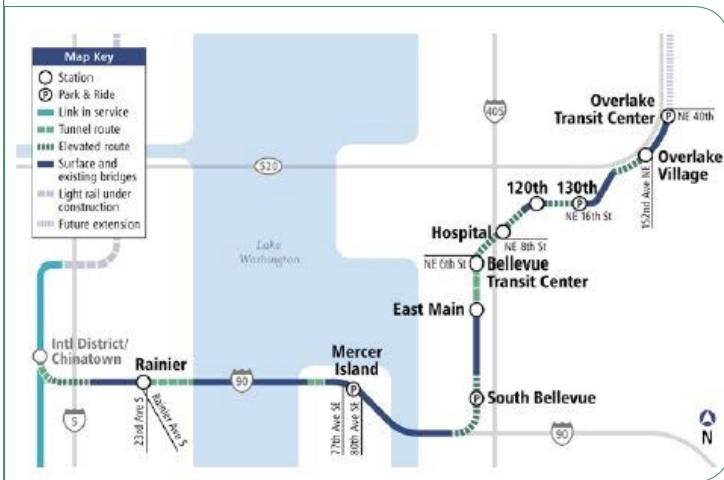 Map Key
Station
P Park & Ride
Link in service
Tunnel route
Elevated route
Surface and
existing bridges
Light rail under
construction
Future extension
405
Overlake
Transit Center
P
NE 40th
520
Overlake
Village
152nd Ave NE
120th
130th
P
NE 16th St
Hospital
NE 8th St
Lake
Washington
NE 6th St
Bellevue
Transit Center
East Main
Intl District/
Chinatown
Rainier
Mercer
Island
90
P
P
South Bellevue
5
23rd Ave S
Rainier Ave S
77th Ave SE
80th Ave SE
90
N